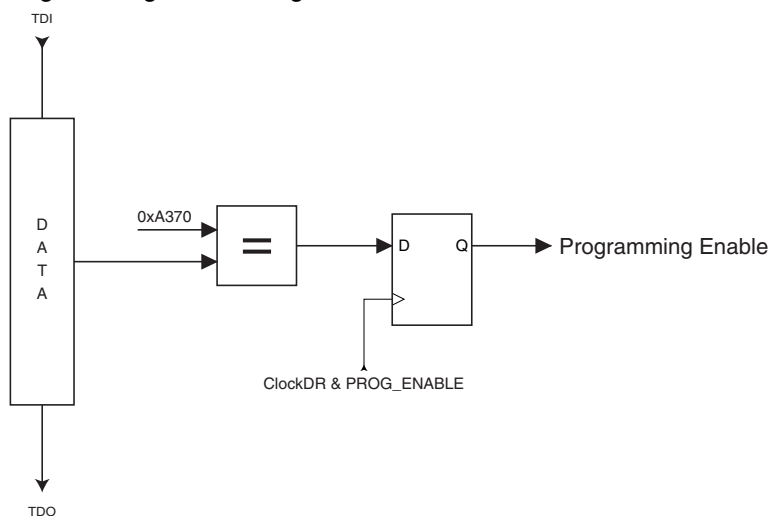 TDI
D
A
T
A
0xA370
=
D
Q
Programming Enable
ClockDR & PROG_ENABLE
TDO